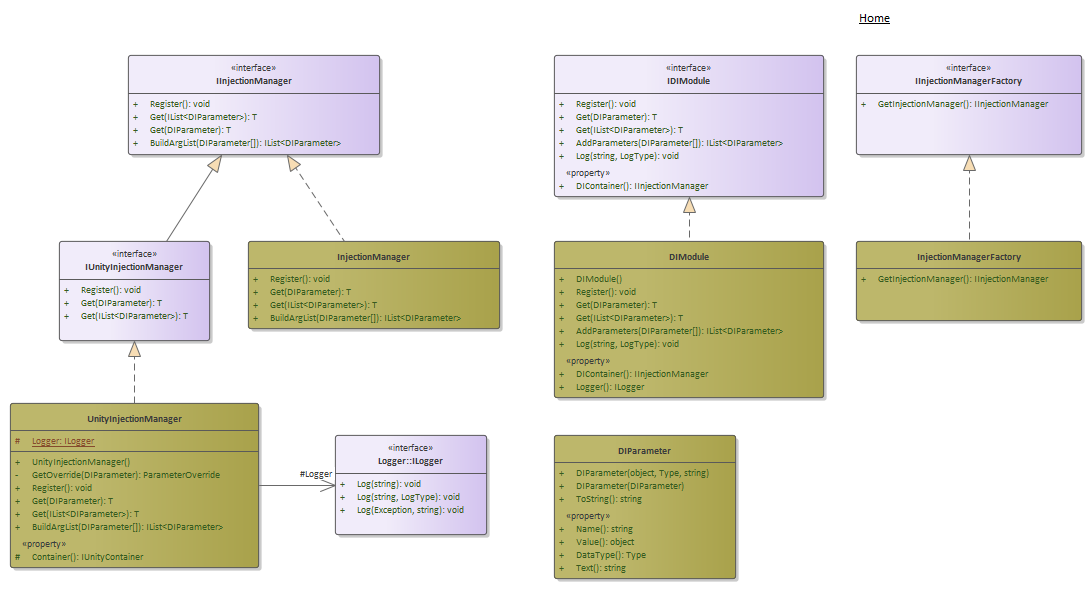 Home
«interface»
IInjectionManager
+ Register(): void
+ Get(IList<DIParameter>): T
+ Get(DIParameter): T
+ BuildArgList(DIParameter[]): IList<DIParameter>
«interface»
IDIModule
+ Register(): void
+ Get(DIParameter): T
+ Get(IList<DIParameter>): T
+ AddParameters(DIParameter[]): IList<DIParameter>
+ Log(string, LogType): void
«property»
+ DIContainer(): IInjectionManager
«interface»
IInjectionManagerFactory
+ GetInjectionManager(): IInjectionManager
«interface»
IUnityInjectionManager
+ Register(): void
+ Get(DIParameter): T
+ Get(IList<DIParameter>): T
InjectionManager
+ Register(): void
+ Get(DIParameter): T
+ Get(IList<DIParameter>): T
+ BuildArgList(DIParameter[]): IList<DIParameter>
DIModule
+ DIModule()
+ Register(): void
+ Get(DIParameter): T
+ Get(IList<DIParameter>): T
+ AddParameters(DIParameter[]): IList<DIParameter>
+ Log(string, LogType): void
«property»
+ DIContainer(): IInjectionManager
+ Logger(): ILogger
InjectionManagerFactory
+ GetInjectionManager(): IInjectionManager
UnityInjectionManager
# Logger: ILogger
+ UnityInjectionManager()
- GetOverride(DIParameter): ParameterOverride
+ Register(): void
+ Get(DIParameter): T
+ Get(IList<DIParameter>): T
+ BuildArgList(DIParameter[]): IList<DIParameter>
«property»
# Container(): IUnityContainer
#Logger
«interface»
Logger::ILogger
+ Log(string): void
+ Log(string, LogType): void
+ Log(Exception, string): void
DIParameter
+ DIParameter(object, Type, string)
+ DIParameter(DIParameter)
+ ToString(): string
«property»
+ Name(): string
+ Value(): object
+ DataType(): Type
+ Text(): string